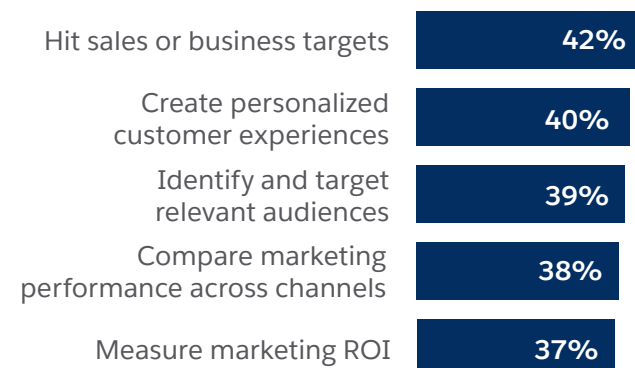 Hit sales or business targets 42%
Create personalized
customer experiences 40%
Identify and target
relevant audiences 39%
Compare marketing
performance across channels 38%
Measure marketing ROI 37%